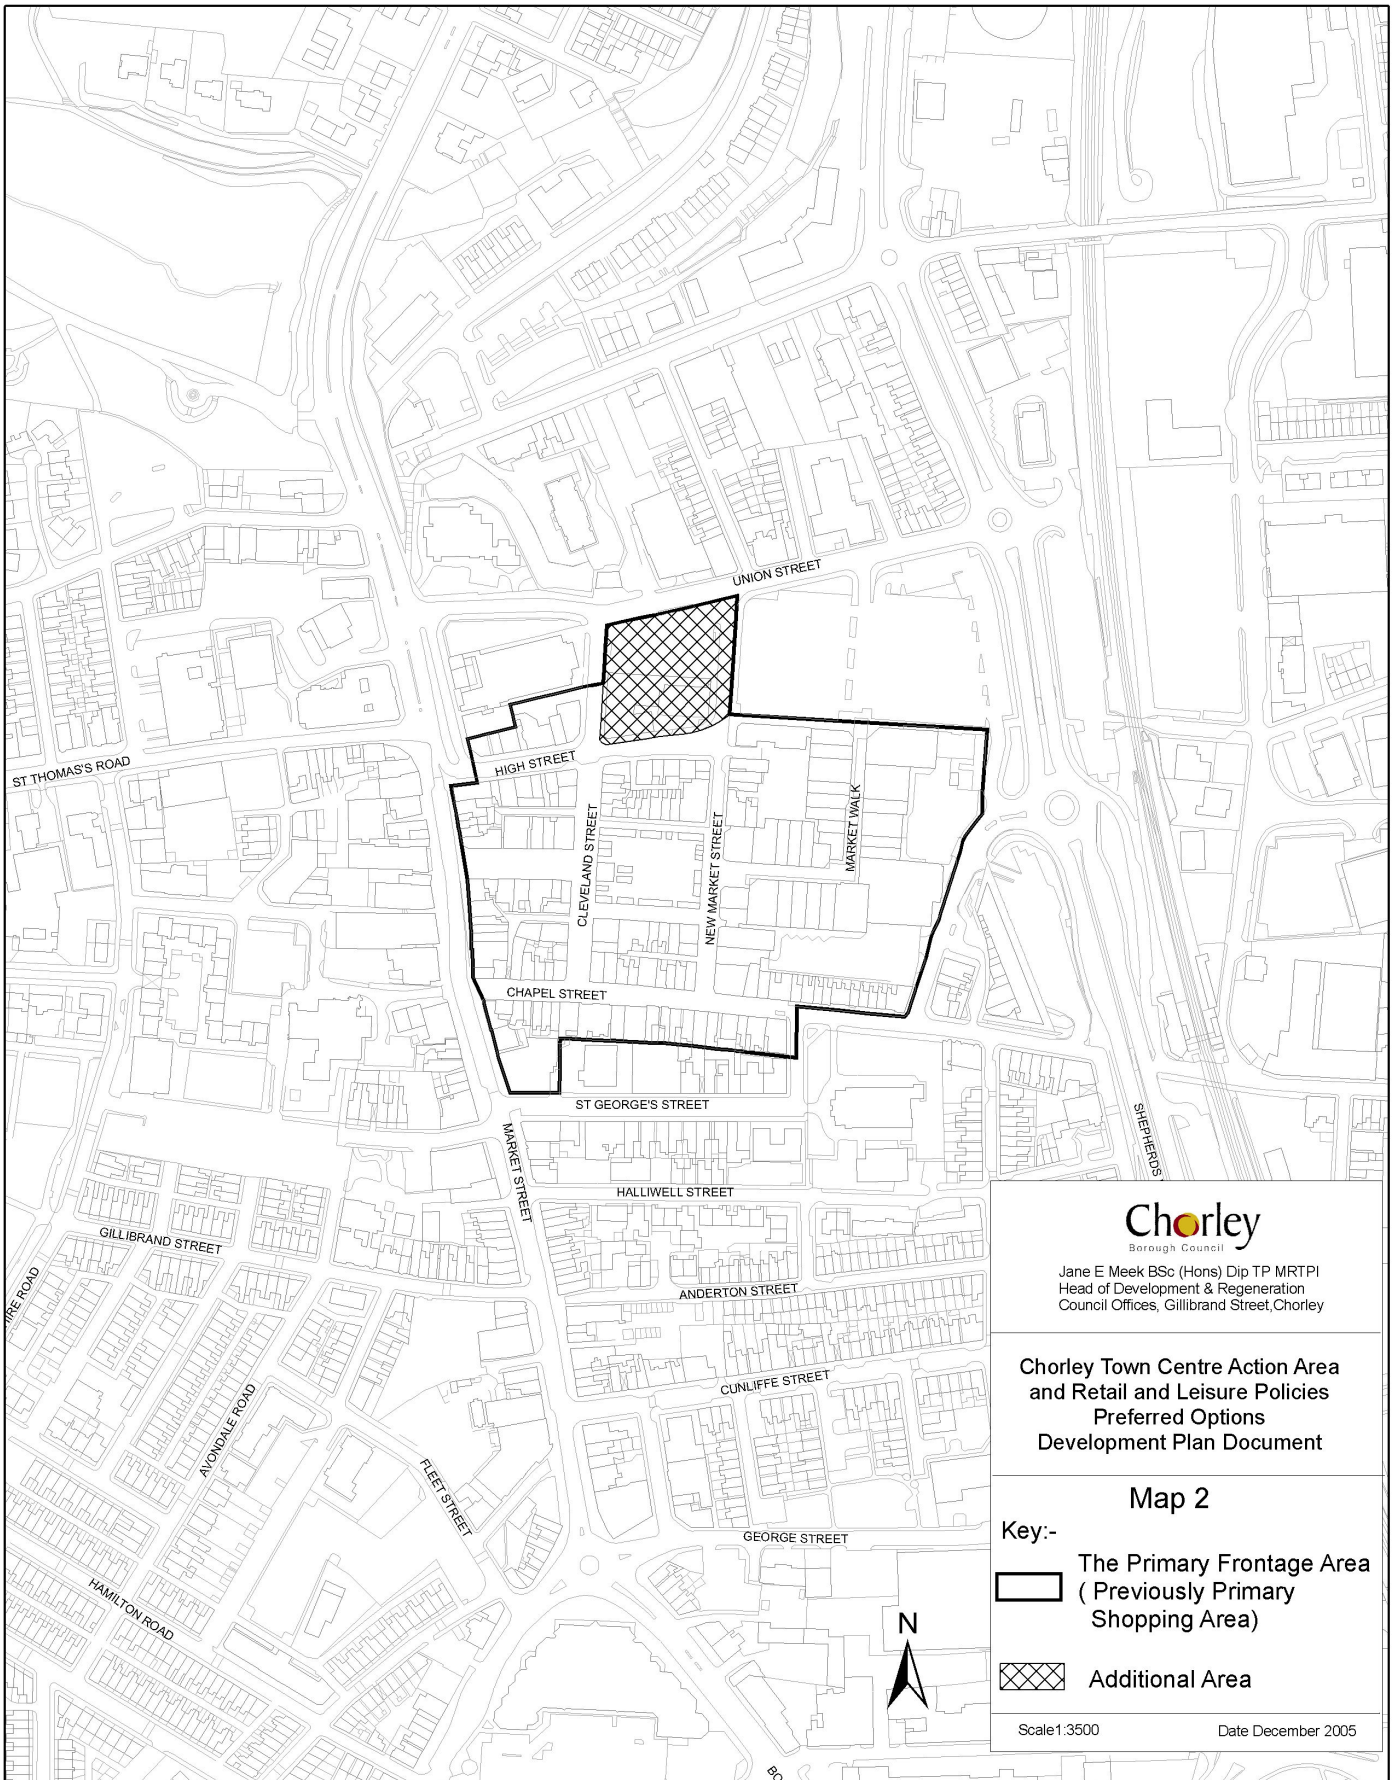 UNION STREET
ST THOMAS'S ROAD
HIGH STREET
CLEVELAND STREET
NEW MARKET STREET
MARKET WALK
CHAPEL STREET
ST GEORGE'S STREET
MARKET STREET
SHEPHERDS
HALLIWELL STREET
GILLIBRAND STREET
ANDERTON STREET
CUNLIFFE STREET
AVONDALE ROAD
FLEET STREET
GEORGE STREET
HAMILTON ROAD
ROAD
N
Chorley
Borough Council
Jane E Meek BSc (Hons) Dip TP MRTPI
Head of Development & Regeneration
Council Offices, Gillibrand Street,Chorley
Chorley Town Centre Action Area
and Retail and Leisure Policies
Preferred Options
Development Plan Document
Map 2
Key:-
The Primary Frontage Area
( Previously Primary
Shopping Area)
Additional Area
Scale1:3500
Date December 2005